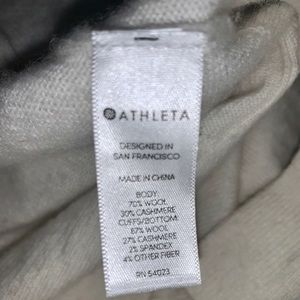 ATHLETA
DESIGNED IN
SAN FRANCISCO
MADE IN CHINA
BODY:
70% WOOL
30% CASHMERE
CUFFS/BOTTOM:
67% WOOL
27% CASHMERE
2% SPANDEX
4% OTHER FIBER
RN 54023